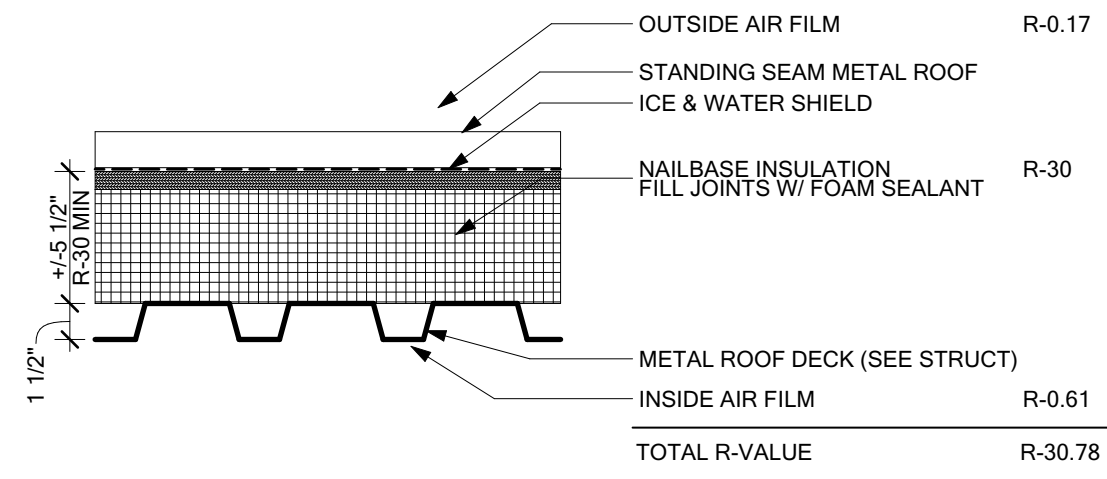 OUTSIDE AIR FILM R-0.17
STANDING SEAM METAL ROOF
ICE & WATER SHIELD
NAILBASE INSULATION R-30
FILL JOINTS W/ FOAM SEALANT
+/-5 1/2"
R-30 MIN
1 1/2"
METAL ROOF DECK (SEE STRUCT)
INSIDE AIR FILM R-0.61
TOTAL R-VALUE R-30.78